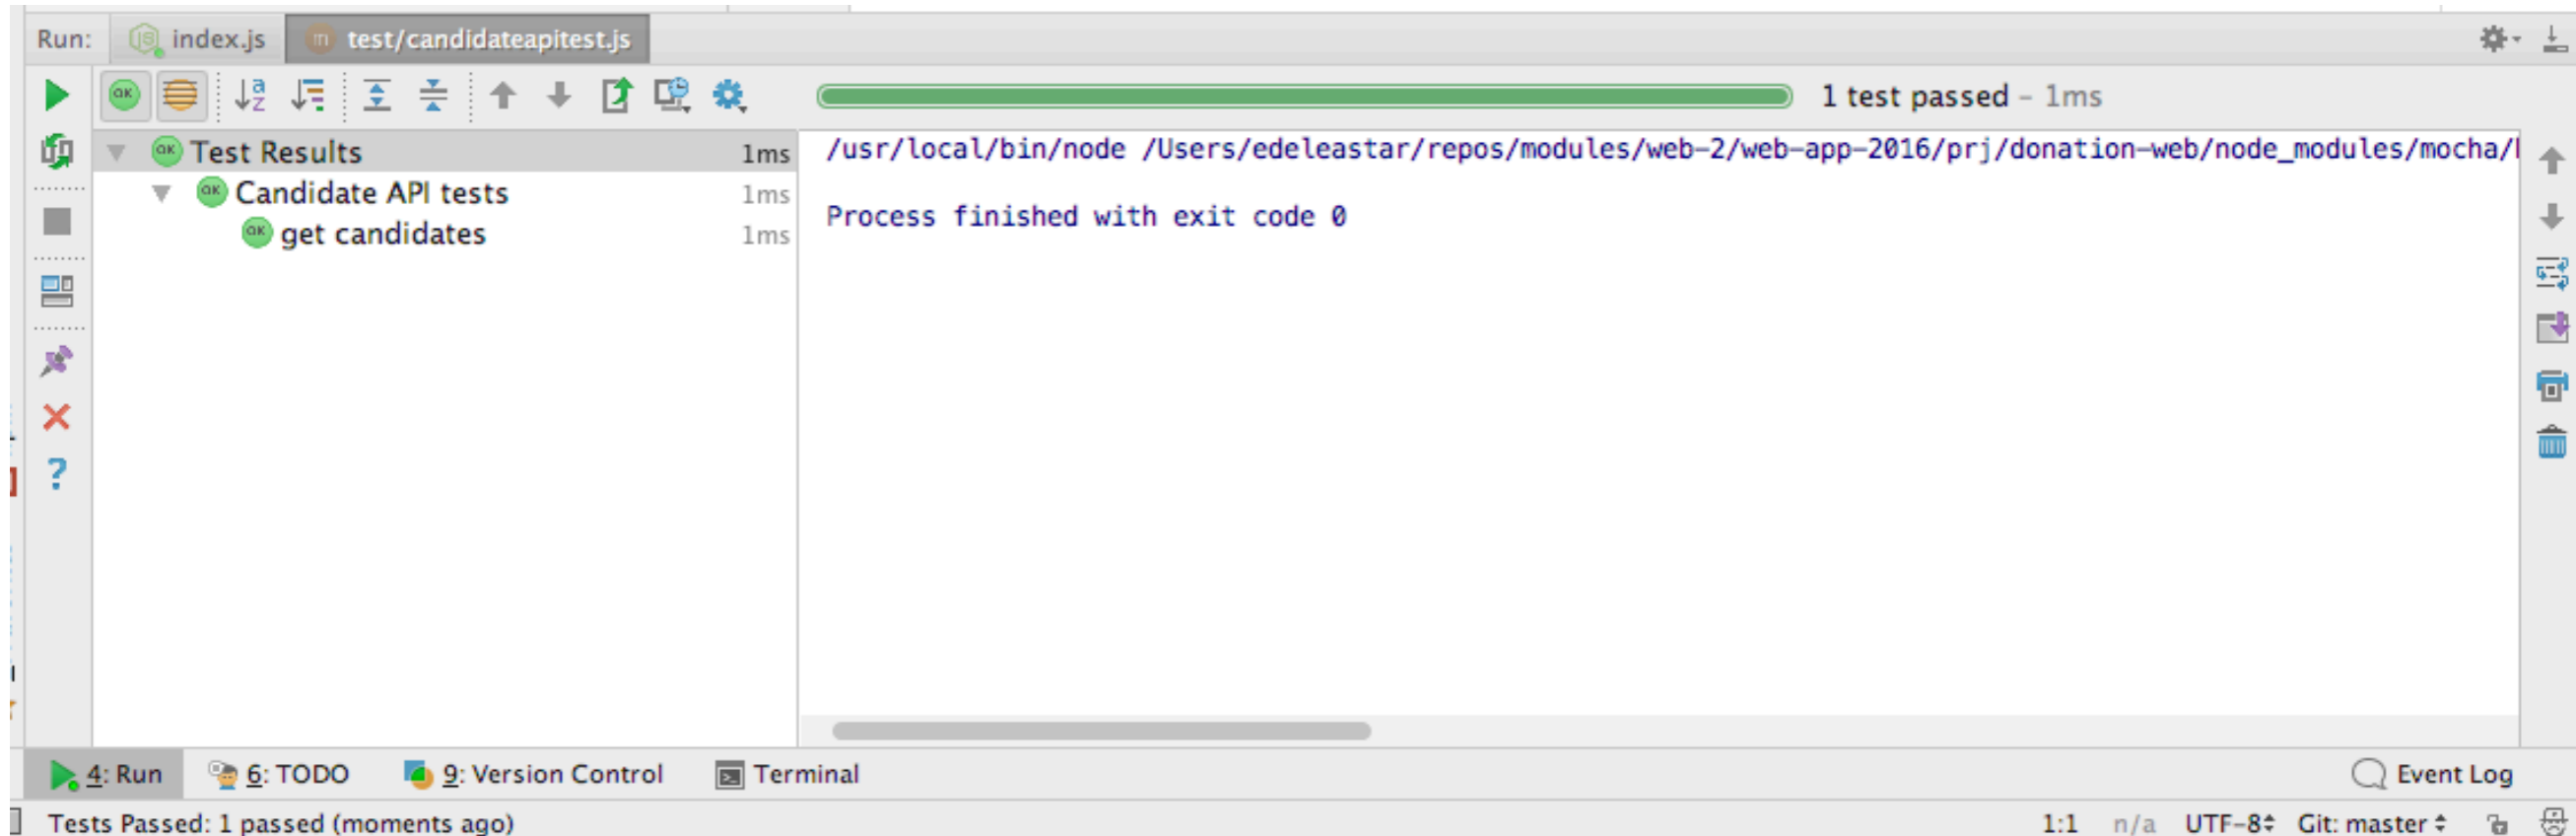 Run: index.js test/candidateapitest.js
1 test passed – 1ms
Test Results 1ms
Candidate API tests 1ms
get candidates 1ms
/usr/local/bin/node /Users/edeleastar/repos/modules/web-2/web-app-2016/prj/donation-web/node_modules/mocha/
Process finished with exit code 0
4: Run 6: TODO 9: Version Control Terminal Event Log
Tests Passed: 1 passed (moments ago) 1:1 n/a UTF-8 Git: master